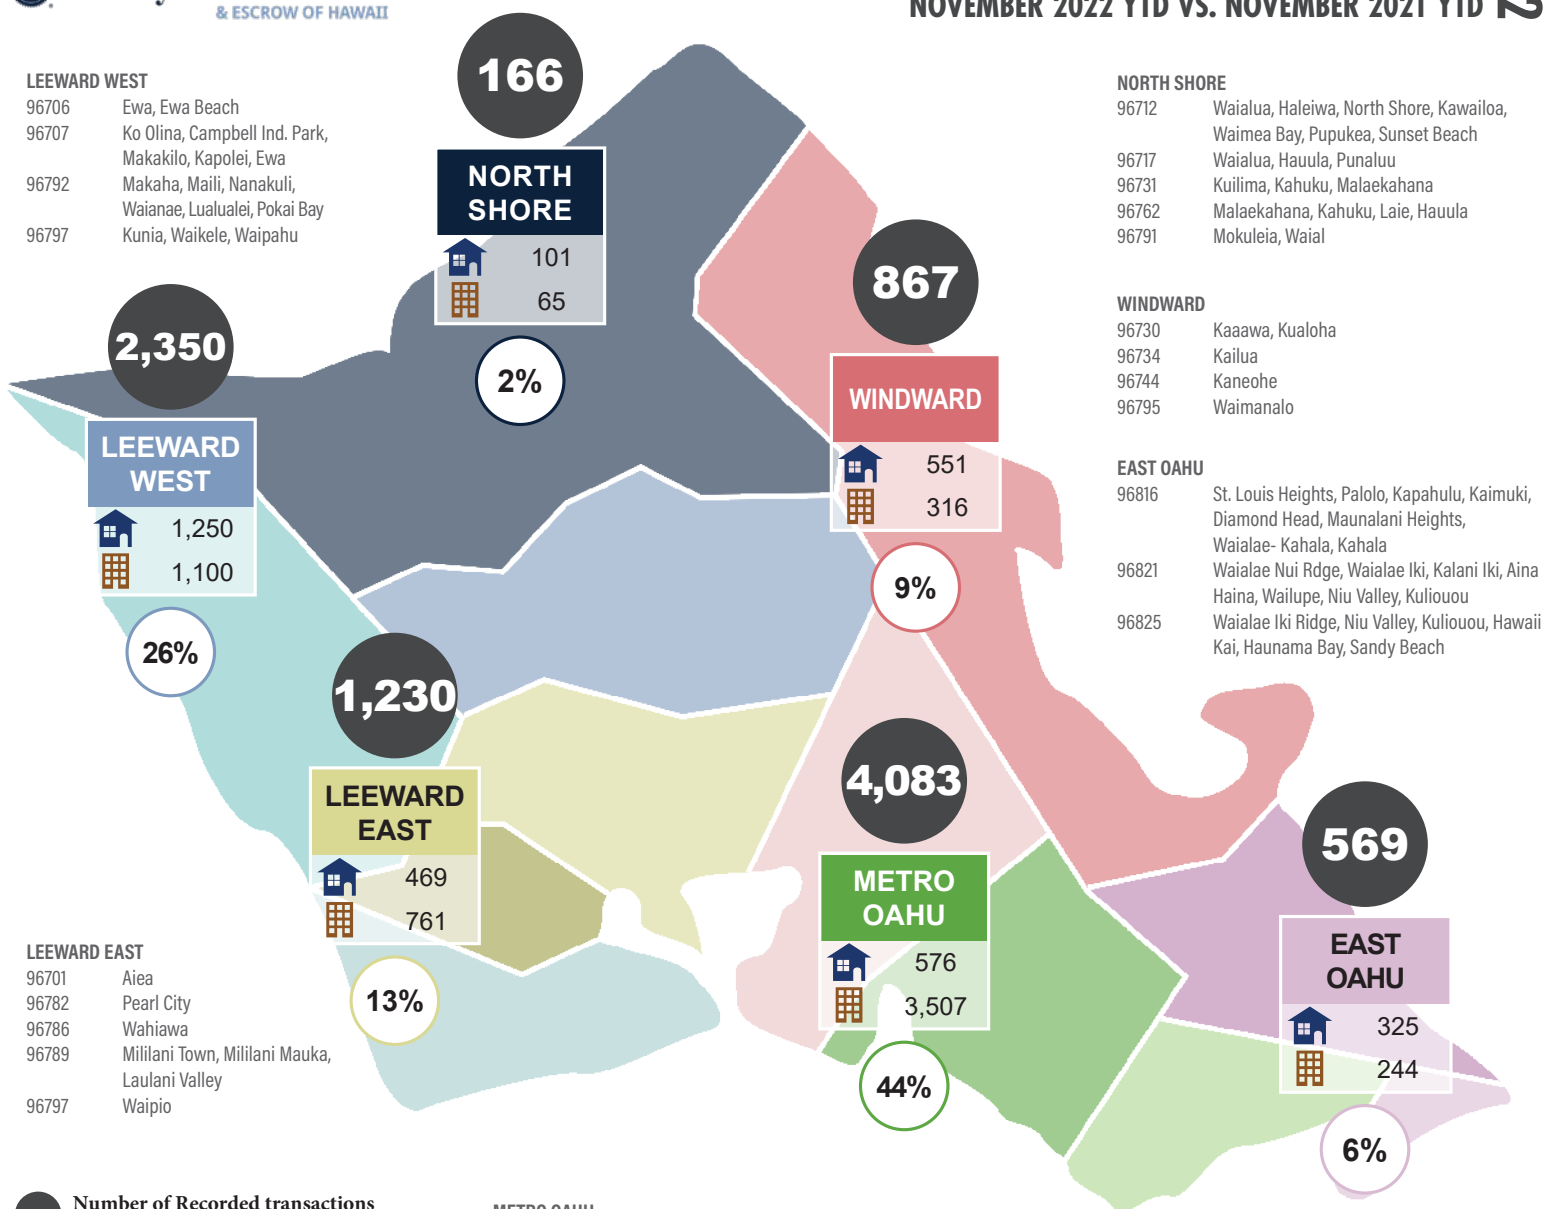 & ESCROW OF HAWAII
NOVEMBER 2022 YTD VS. NOVEMBER 2021 YTD
2
LEEWARD WEST
96706 Ewa, Ewa Beach
96707 Ko Olina, Campbell Ind. Park,
Makakilo, Kapolei, Ewa
96792 Makaha, Maili, Nanakuli,
Waianae, Lualualei, Pokai Bay
96797 Kunia, Waikele, Waipahu
166
NORTH
SHORE
101
65
2%
NORTH SHORE
96712 Waialua, Haleiwa, North Shore, Kawailoa,
Waimea Bay, Pupukea, Sunset Beach
96717 Waialua, Hauula, Punaluu
96731 Kuilima, Kahuku, Malaekahana
96762 Malaekahana, Kahuku, Laie, Hauula
96791 Mokuleia, Waial
WINDWARD
96730 Kaaawa, Kualoha
96734 Kailua
96744 Kaneohe
96795 Waimanalo
EAST OAHU
96816 St. Louis Heights, Palolo, Kapahulu, Kaimuki,
Diamond Head, Maunalani Heights,
Waialae- Kahala, Kahala
96821 Waialae Nui Rdge, Waialae Iki, Kalani Iki, Aina
Haina, Wailupe, Niu Valley, Kuliouou
96825 Waialae Iki Ridge, Niu Valley, Kuliouou, Hawaii
Kai, Haunama Bay, Sandy Beach
867
WINDWARD
551
316
9%
2,350
LEEWARD
WEST
1,250
1,100
26%
1,230
LEEWARD
EAST
469
761
13%
4,083
METRO
OAHU
576
3,507
44%
569
EAST
OAHU
325
244
6%
LEEWARD EAST
96701 Aiea
96782 Pearl City
96786 Wahiawa
96789 Mililani Town, Mililani Mauka,
Laulani Valley
96797 Waipio
Number of Recorded transactions
METRO OAHU